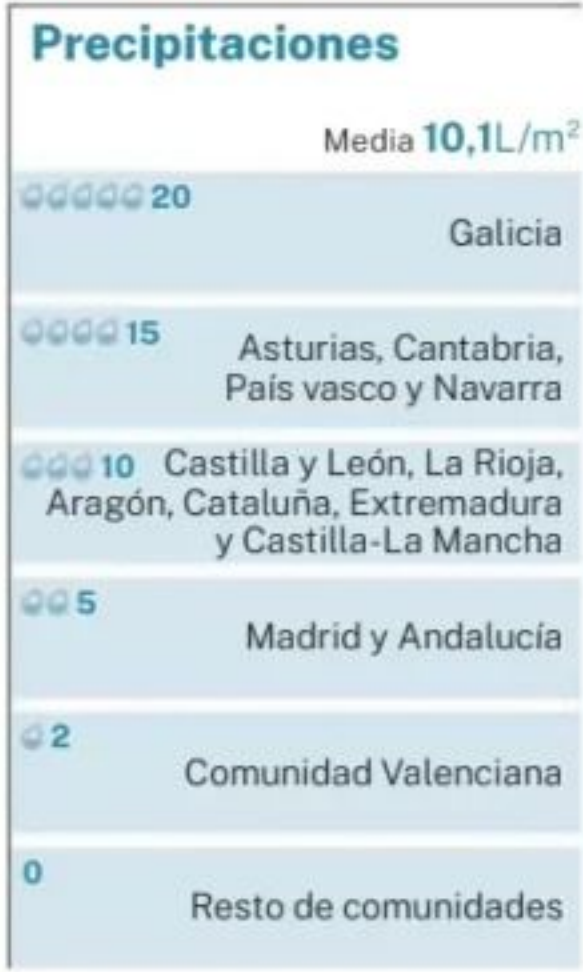 Precipitaciones
Media 10,1L/m²
20
Galicia
15
Asturias, Cantabria,
País vasco y Navarra
10 Castilla y León, La Rioja,
Aragón, Cataluña, Extremadura
y Castilla-La Mancha
5
Madrid y Andalucía
2
Comunidad Valenciana
0
Resto de comunidades